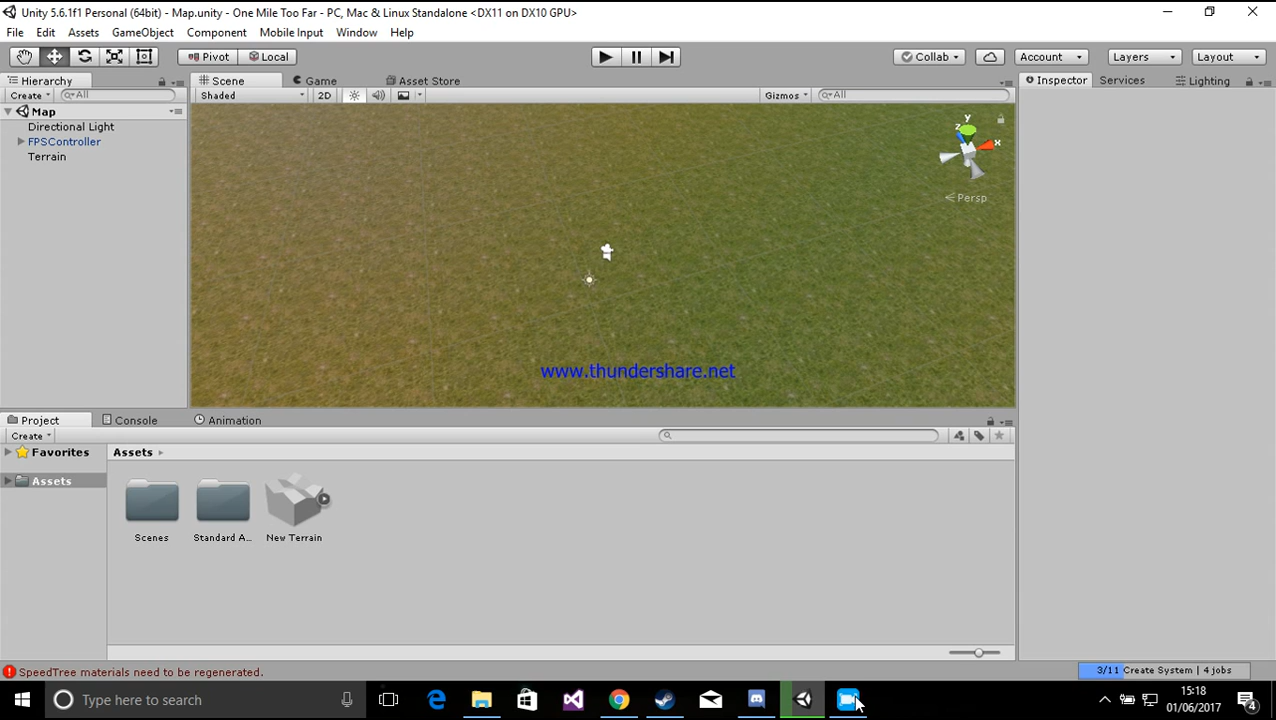 Unity 5.6.1f1 Personal (64bit) - Map.unity - One Mile Too Far - PC, Mac & Linux Standalone <DX11 on DX10 GPU>
File Edit Assets GameObject Component Mobile Input Window Help
Pivot Local Collab Account Layers Layout
Hierarchy Scene Game Asset Store Inspector Services Lighting
Create All Shaded 2D Gizmos All
Map
Directional Light
FPSController
Terrain
y
z
x
Persp
www.thundershare.net
Project Console Animation
Create
Favorites Assets
Assets
Scenes Standard A... New Terrain
SpeedTree materials need to be regenerated. 3/11 Create System | 4 jobs
Type here to search 15:18
01/06/2017
4